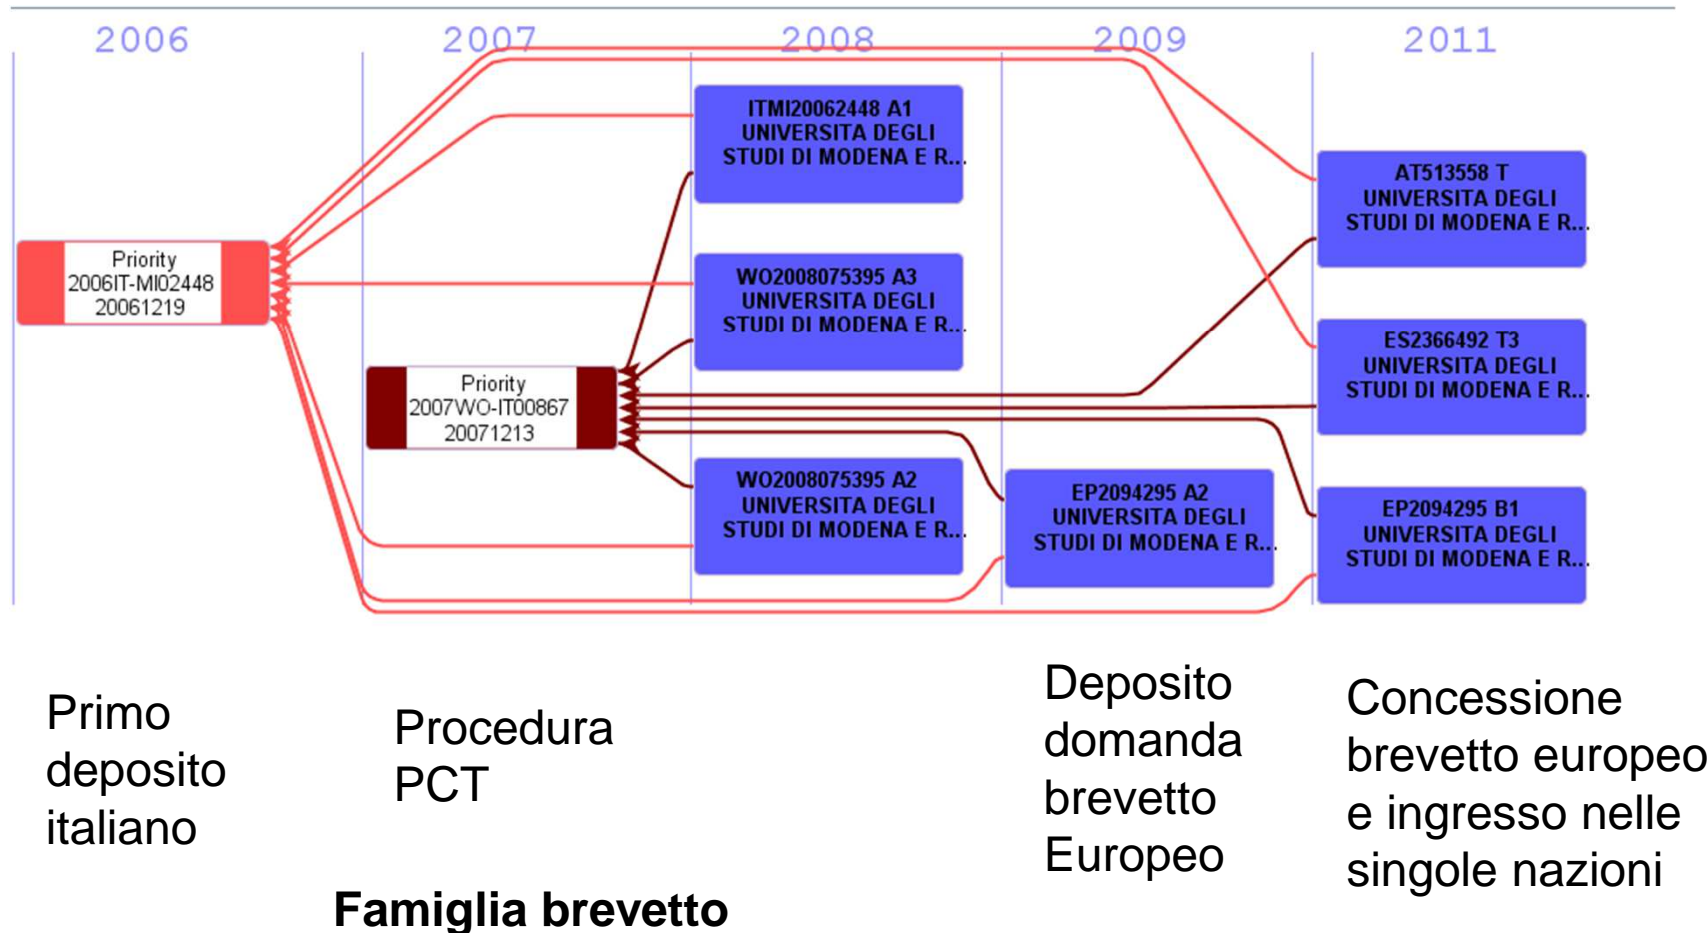 2006 2007 2008 2009 2011
Priority
2006IT-MI02448
20061219
Priority
2007WO-IT00867
20071213
ITMI20062448 A1
UNIVERSITA DEGLI
STUDI DI MODENA E R...
WO2008075395 A3
UNIVERSITA DEGLI
STUDI DI MODENA E R...
WO2008075395 A2
UNIVERSITA DEGLI
STUDI DI MODENA E R...
EP2094295 A2
UNIVERSITA DEGLI
STUDI DI MODENA E R...
AT513558 T
UNIVERSITA DEGLI
STUDI DI MODENA E R...
ES2366492 T3
UNIVERSITA DEGLI
STUDI DI MODENA E R...
EP2094295 B1
UNIVERSITA DEGLI
STUDI DI MODENA E R...
Primo
deposito
italiano
Procedura
PCT
Deposito
domanda
brevetto
Europeo
Concessione
brevetto europeo
e ingresso nelle
singole nazioni
Famiglia brevetto